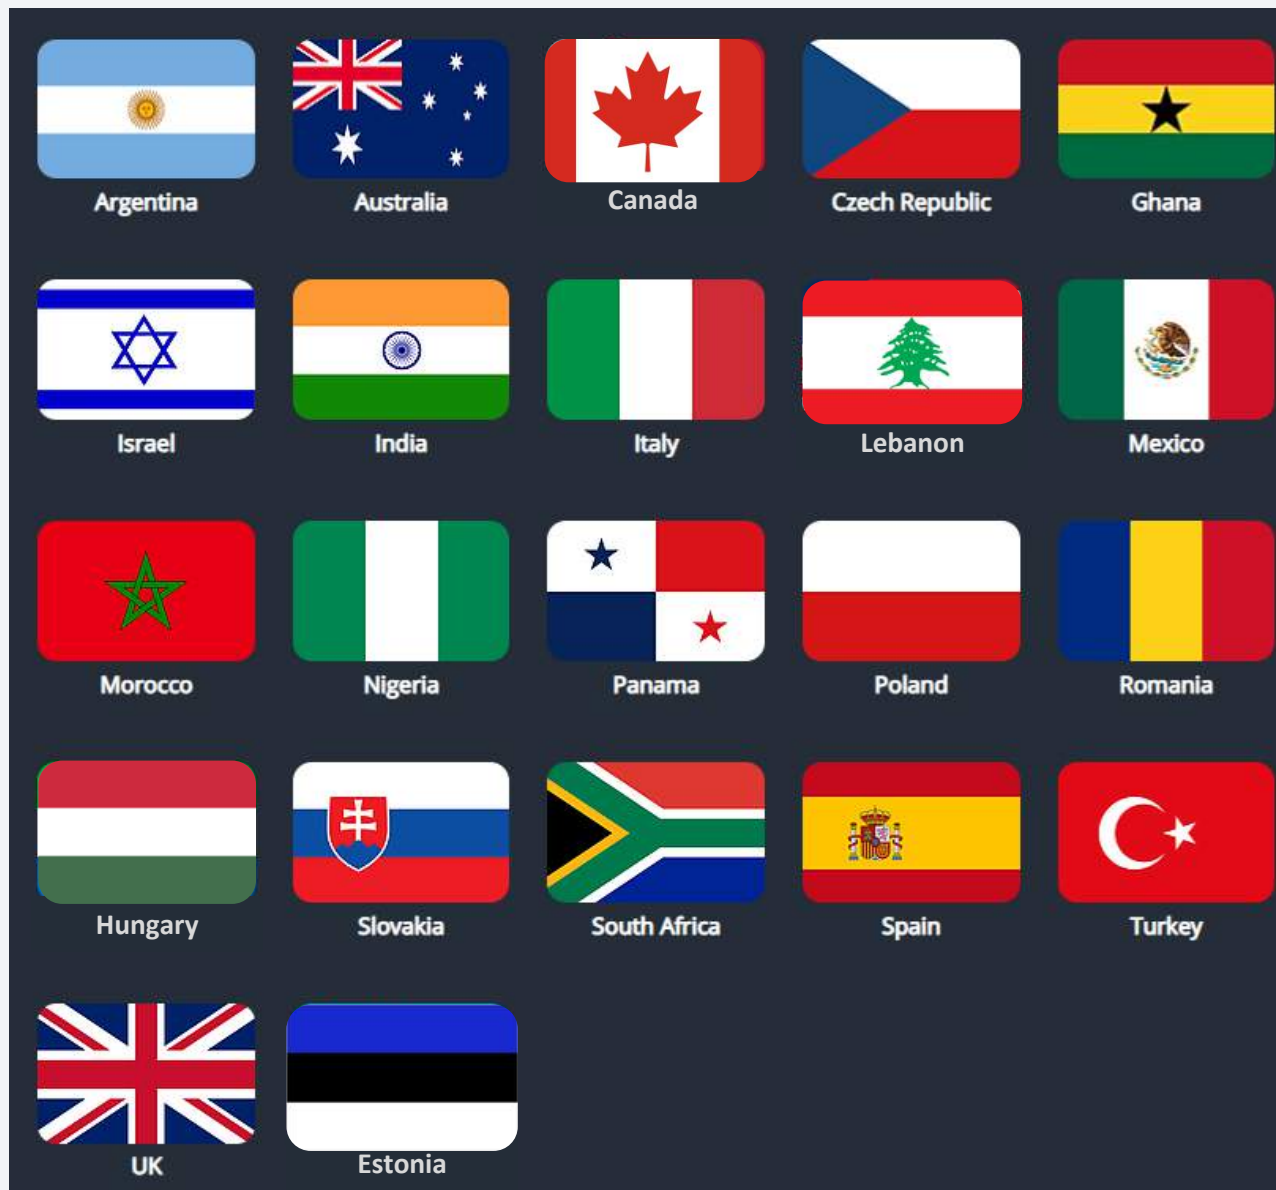 Argentina
Australia
Canada
Czech Republic
Ghana
Israel
India
Italy
Lebanon
Mexico
Morocco
Nigeria
Panama
Poland
Romania
Hungary
Slovakia
South Africa
Spain
Turkey
UK
Estonia